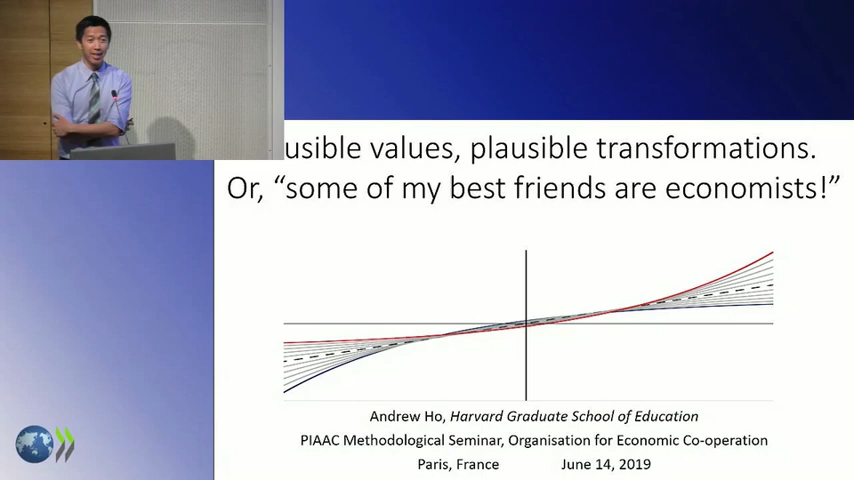 usible values, plausible transformations.
Or, “some of my best friends are economists!”
Andrew Ho, Harvard Graduate School of Education
PIAAC Methodological Seminar, Organisation for Economic Co-operation
Paris, France June 14, 2019